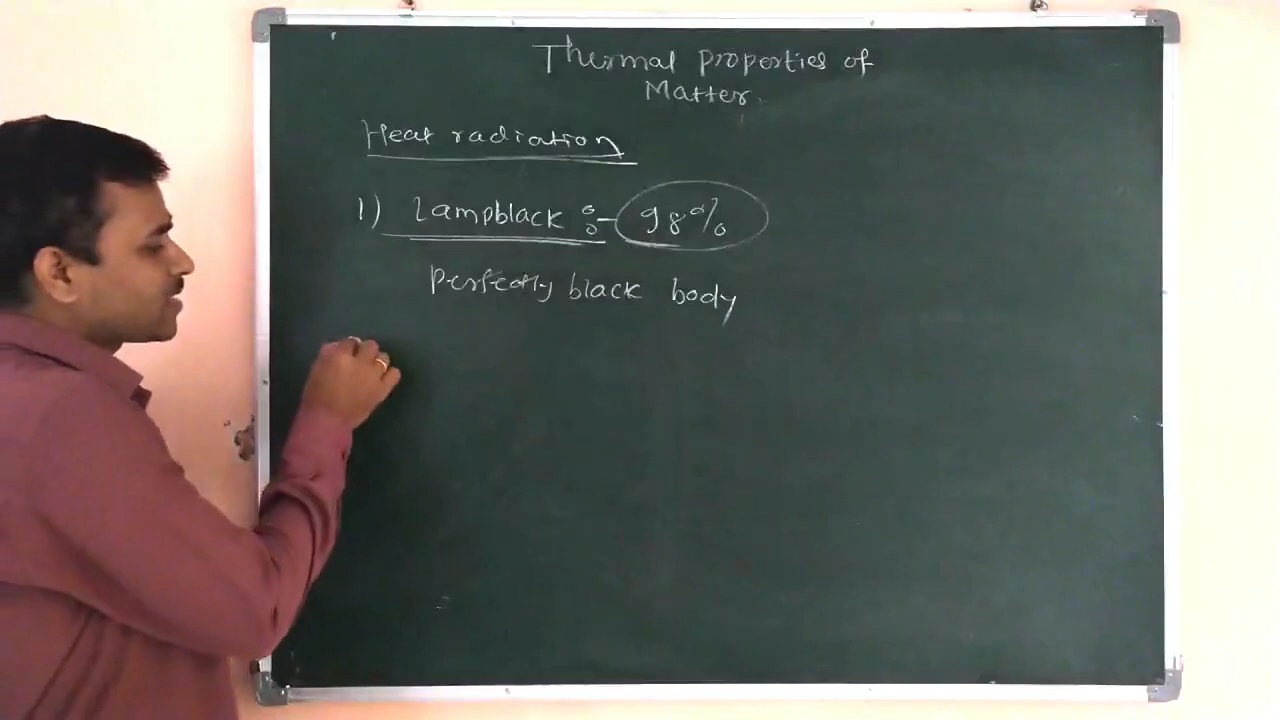 Thermal properties of
Matter.
Heat radiation
1) Lampblack :- 98%
Perfectly black body